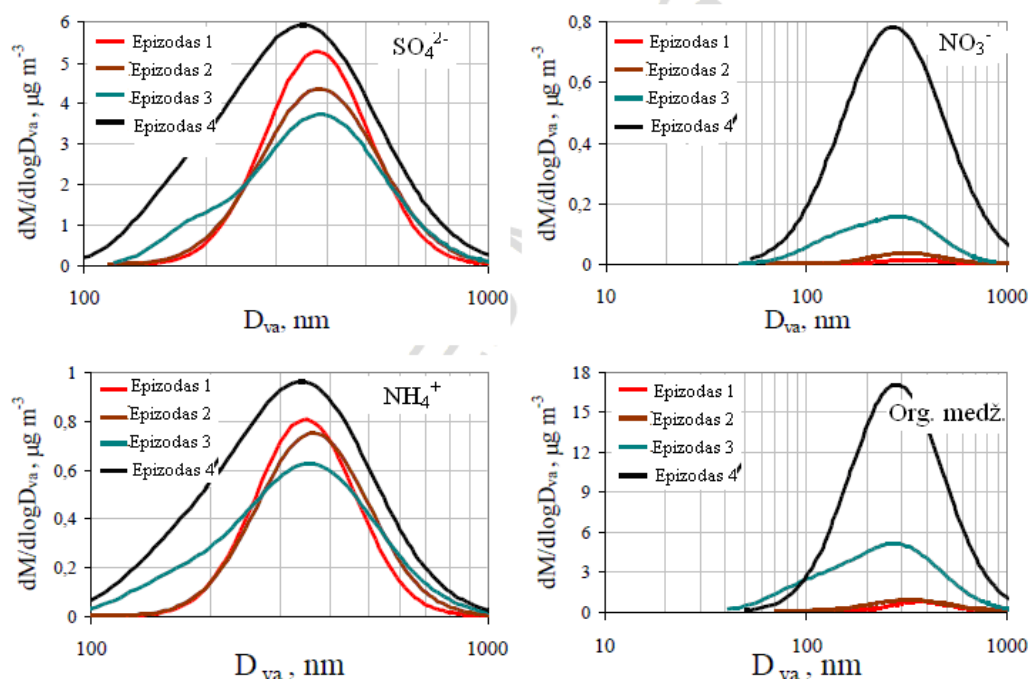 6
5
4
3
2
1
0
Epizodas 1
Epizodas 2
Epizodas 3
Epizodas 4
SO₄²⁻
dM/dlogDᵥₐ, µg m⁻³
100
1000
Dᵥₐ, nm
0,8
0,6
0,4
0,2
0
Epizodas 1
Epizodas 2
Epizodas 3
Epizodas 4
NO₃⁻
dM/dlogDᵥₐ, µg m⁻³
10
100
1000
Dᵥₐ, nm
1
0,8
0,6
0,4
0,2
0
Epizodas 1
Epizodas 2
Epizodas 3
Epizodas 4
NH₄⁺
dM/dlogDᵥₐ, µg m⁻³
100
1000
Dᵥₐ, nm
18
15
12
9
6
3
0
Epizodas 1
Epizodas 2
Epizodas 3
Epizodas 4
Org. medž.
dM/dlogDᵥₐ, µg m⁻³
10
100
1000
Dᵥₐ, nm